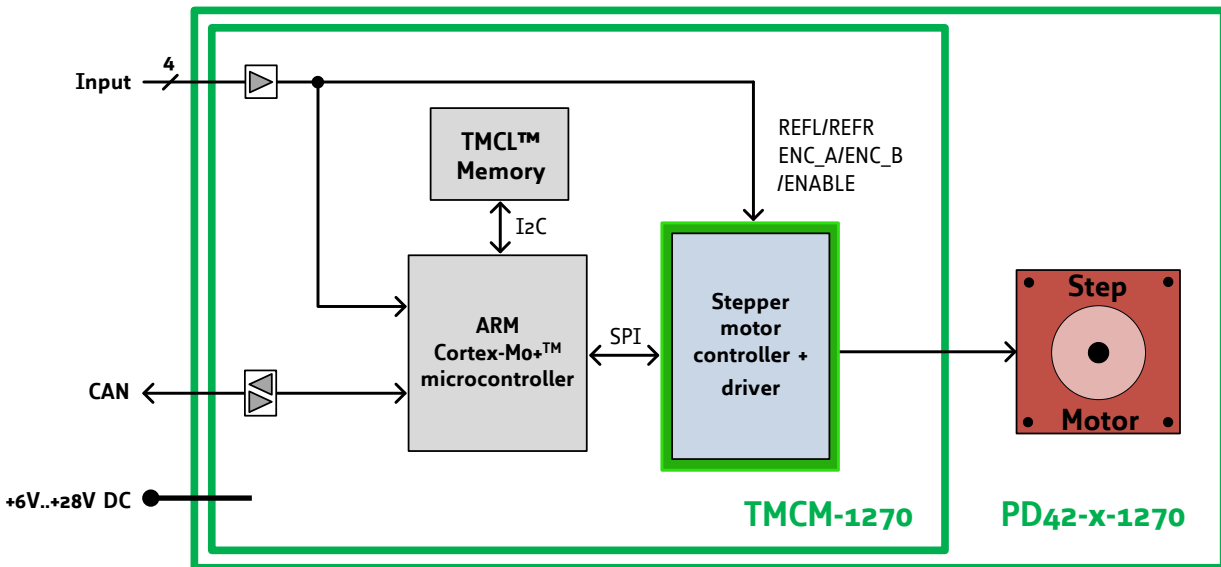 Input
4
TMCL™
Memory
REFL/REFR
ENC_A/ENC_B
/ENABLE
I2C
ARM
Cortex-M0+™
microcontroller
SPI
Stepper
motor
controller +
driver
Step
Motor
CAN
+6V..+28V DC
TMCM-1270
PD42-x-1270